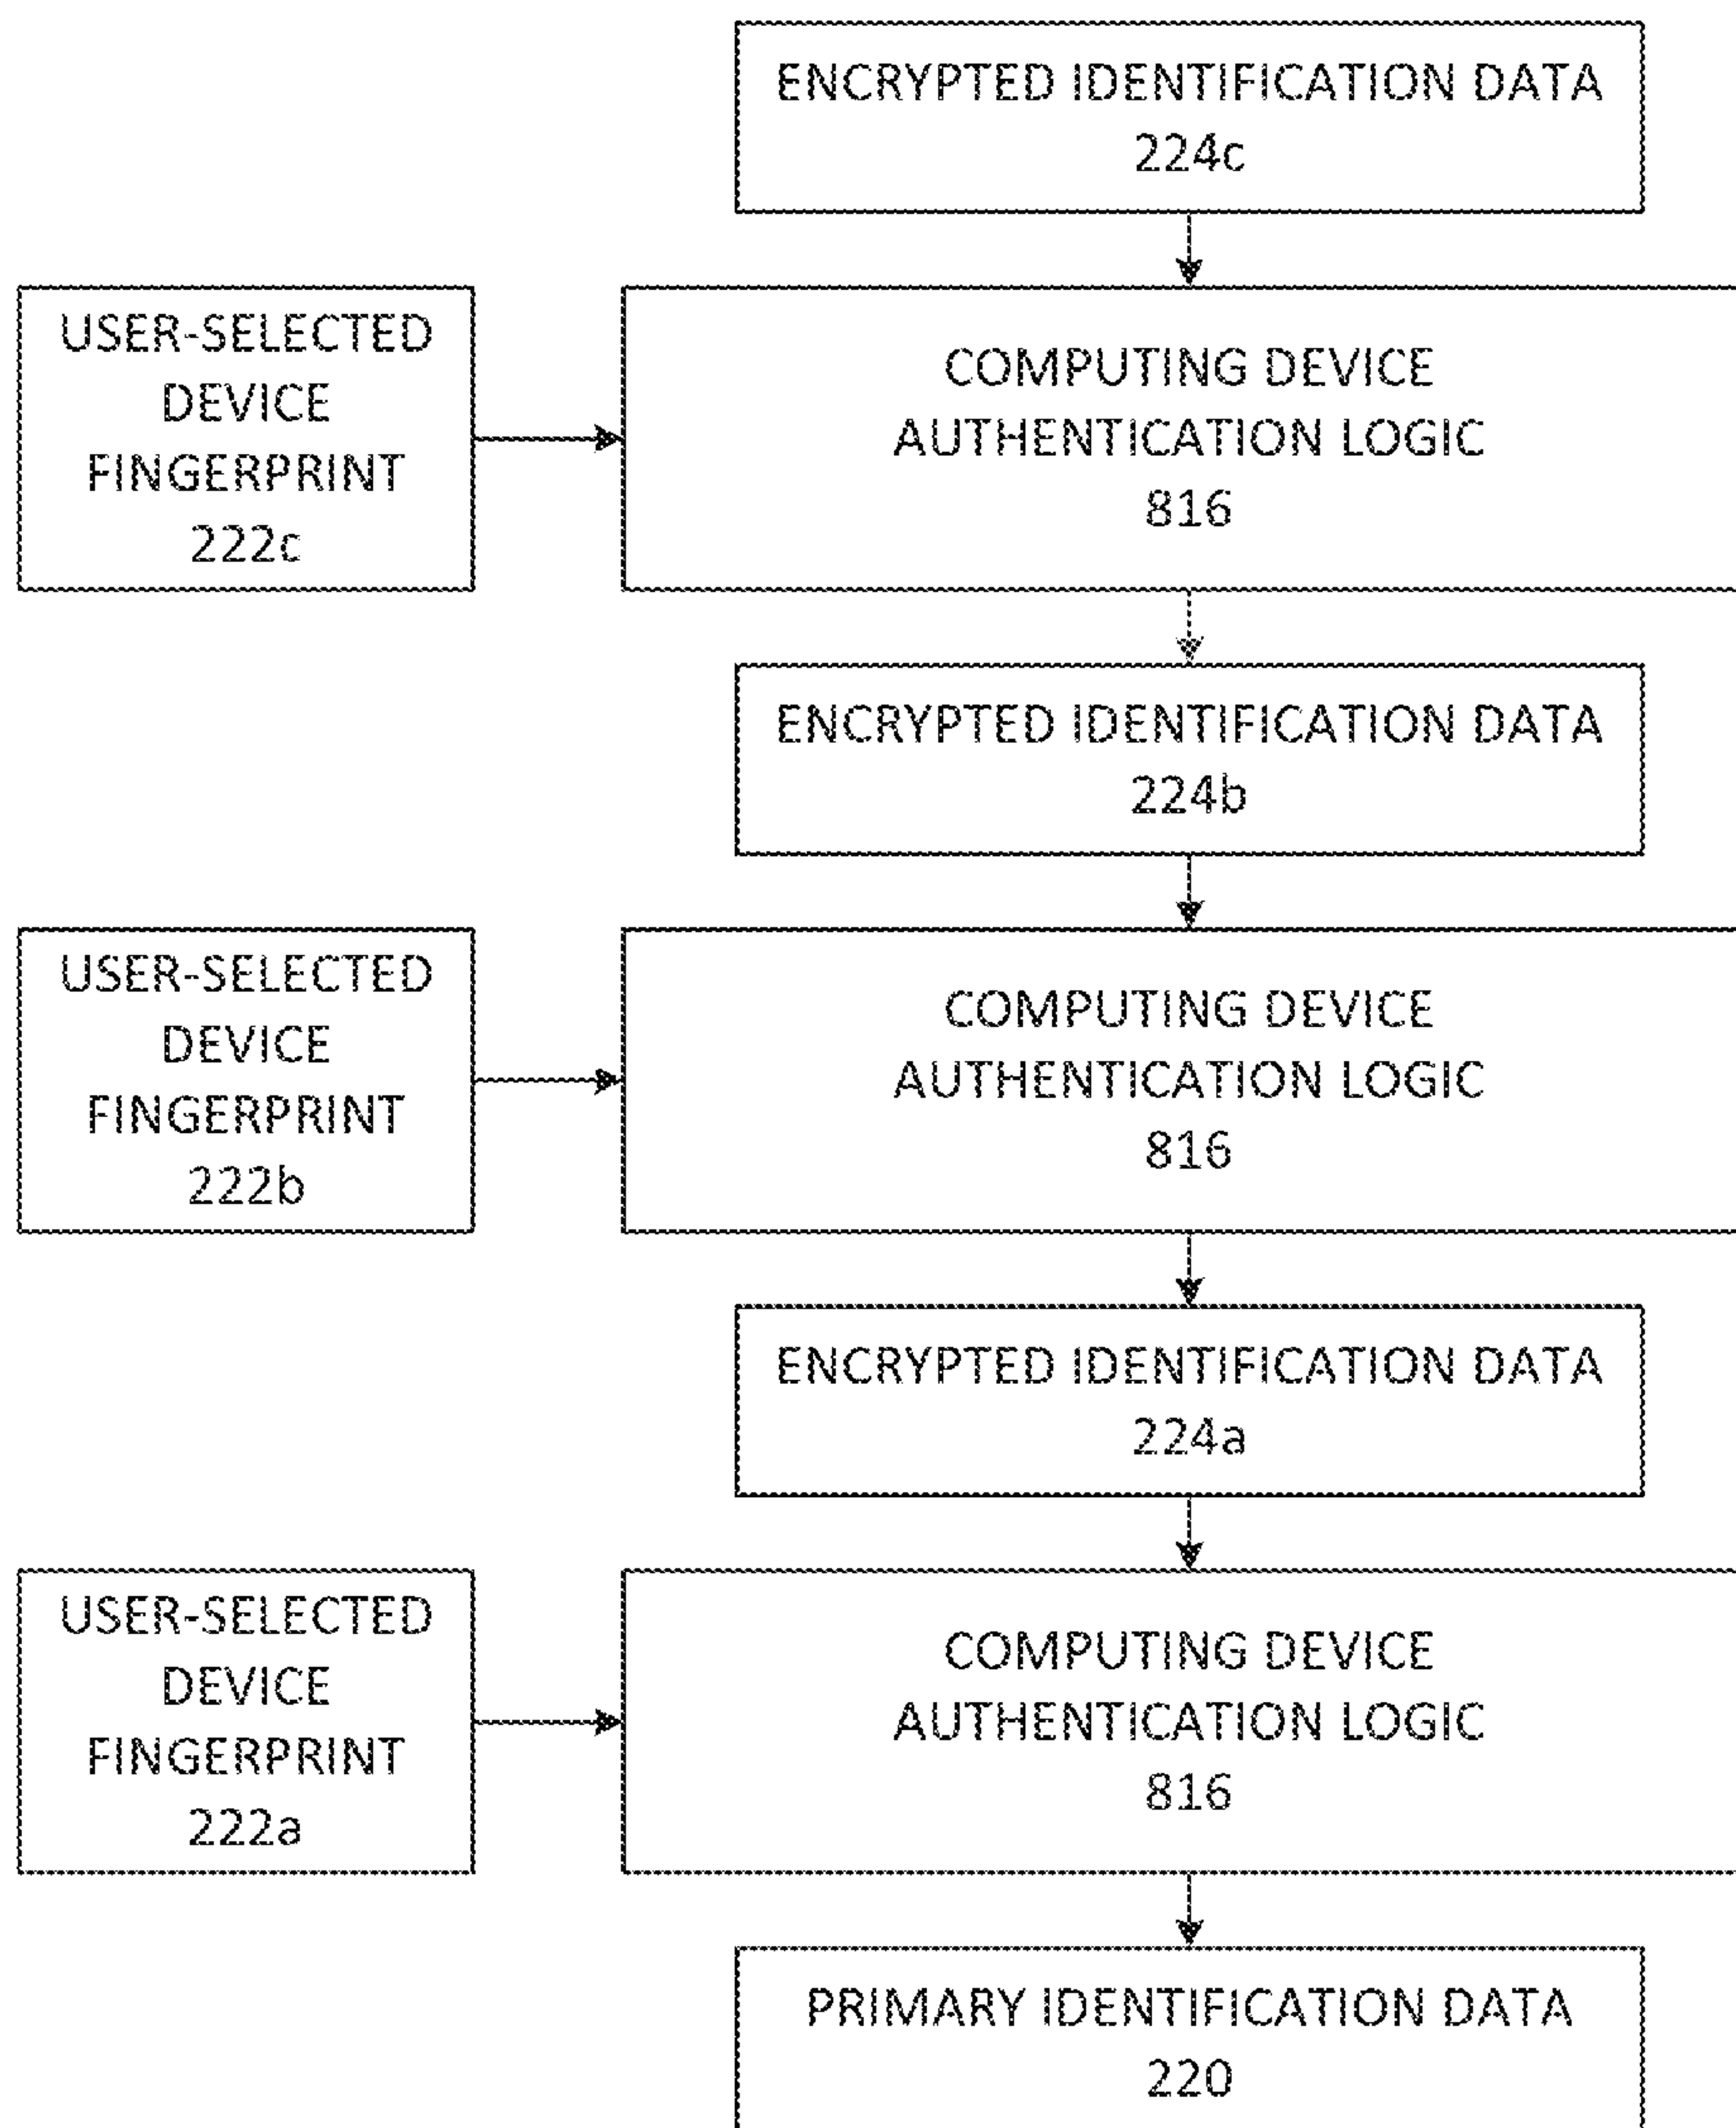 ENCRYPTED IDENTIFICATION DATA
224c
USER-SELECTED
DEVICE
FINGERPRINT
222c
COMPUTING DEVICE
AUTHENTICATION LOGIC
816
ENCRYPTED IDENTIFICATION DATA
224b
USER-SELECTED
DEVICE
FINGERPRINT
222b
COMPUTING DEVICE
AUTHENTICATION LOGIC
816
ENCRYPTED IDENTIFICATION DATA
224a
USER-SELECTED
DEVICE
FINGERPRINT
222a
COMPUTING DEVICE
AUTHENTICATION LOGIC
816
PRIMARY IDENTIFICATION DATA
220